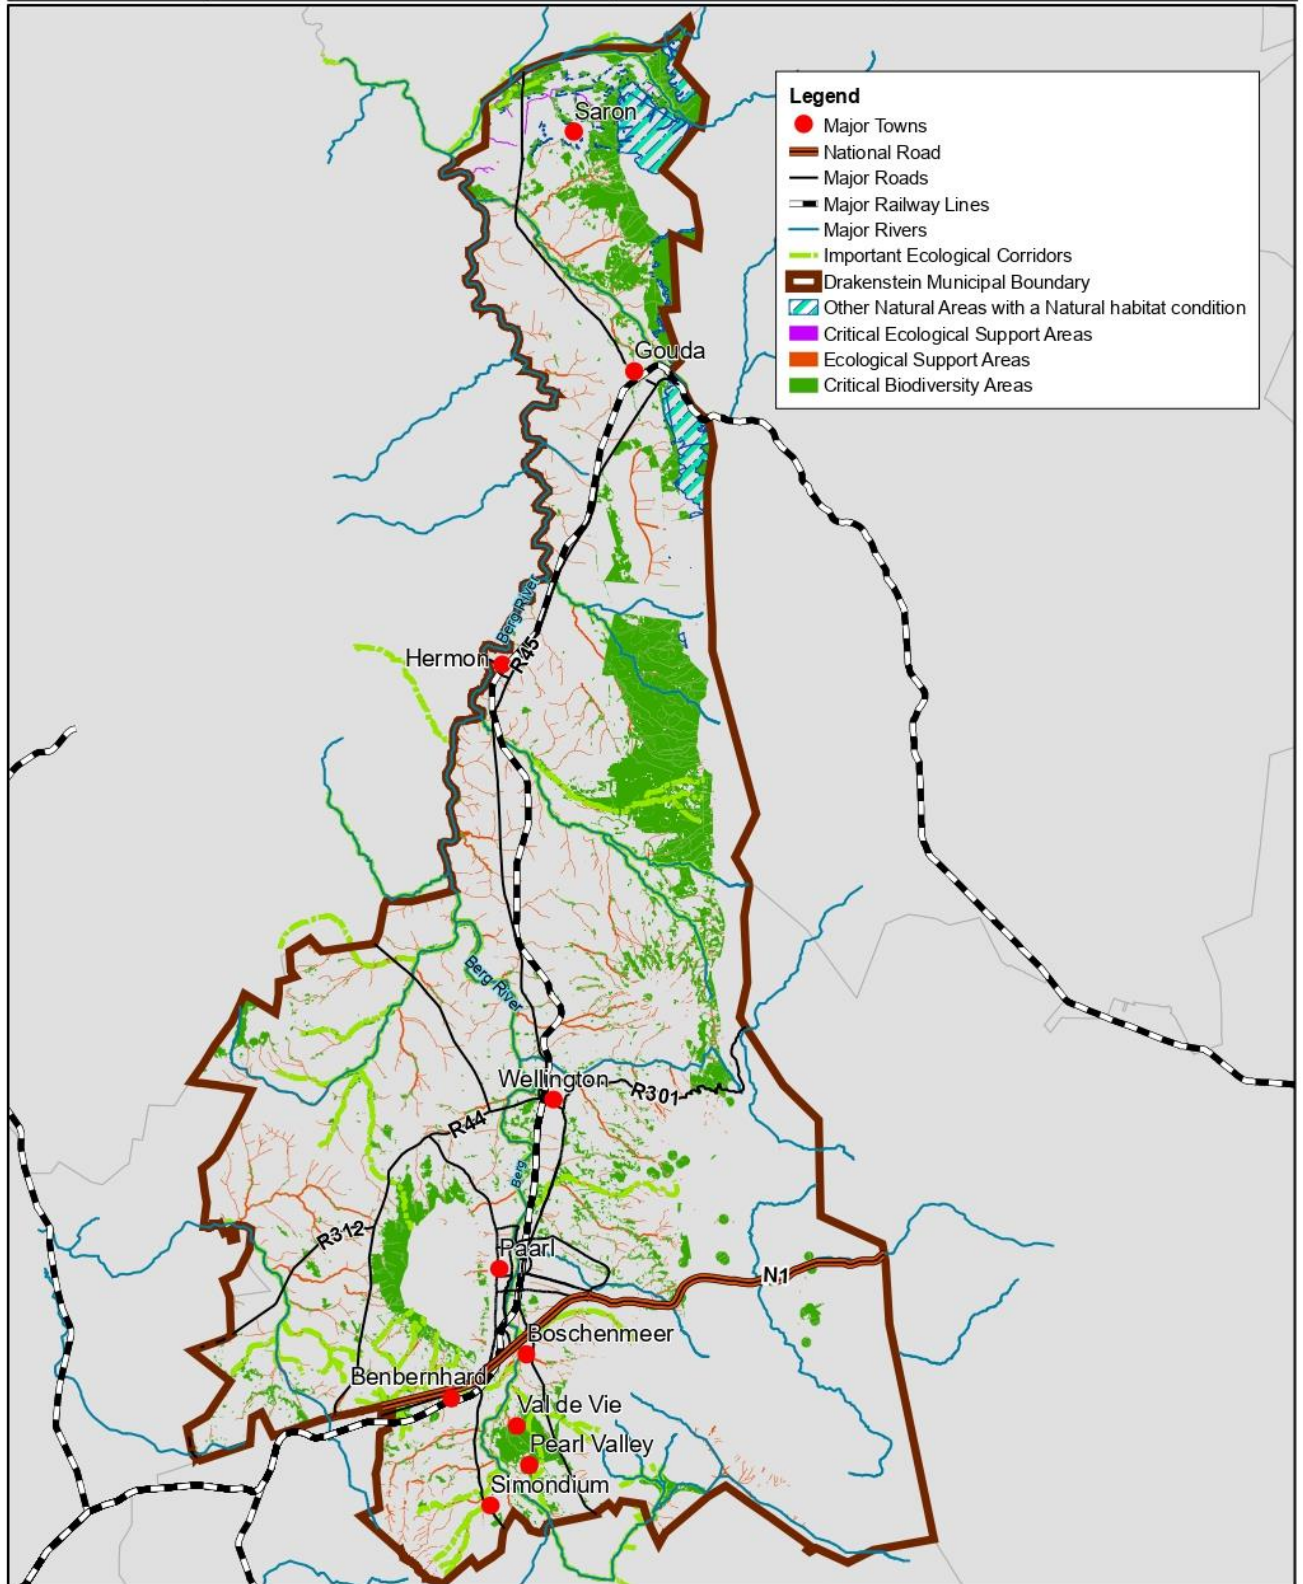 Legend
Major Towns
National Road
Major Roads
Major Railway Lines
Major Rivers
Important Ecological Corridors
Drakenstein Municipal Boundary
Other Natural Areas with a Natural habitat condition
Critical Ecological Support Areas
Ecological Support Areas
Critical Biodiversity Areas
Saron
Gouda
Berg River
Hermon
R45
Berg River
Wellington
R301
R44
Berg
R312
Paarl
N1
Boschenmeer
Benbernhard
Val de Vie
Pearl Valley
Simondium